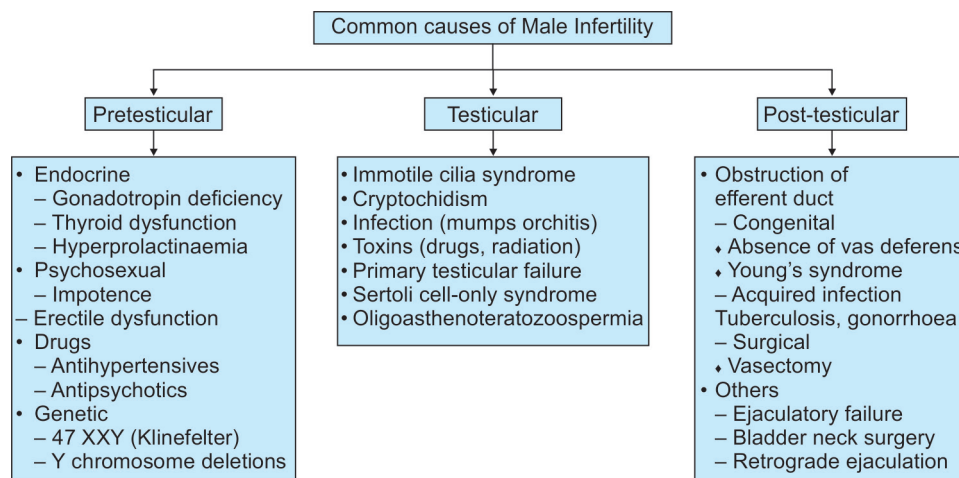 Common causes of Male Infertility
Pretesticular
• Endocrine
– Gonadotropin deficiency
– Thyroid dysfunction
– Hyperprolactinaemia
• Psychosexual
– Impotence
– Erectile dysfunction
• Drugs
– Antihypertensives
– Antipsychotics
• Genetic
– 47 XXY (Klinefelter)
– Y chromosome deletions
Testicular
• Immotile cilia syndrome
• Cryptochidism
• Infection (mumps orchitis)
• Toxins (drugs, radiation)
• Primary testicular failure
• Sertoli cell-only syndrome
• Oligoasthenoteratozoospermia
Post-testicular
• Obstruction of
efferent duct
– Congenital
♦ Absence of vas deferens
♦ Young's syndrome
– Acquired infection
Tuberculosis, gonorrhoea
– Surgical
♦ Vasectomy
• Others
– Ejaculatory failure
– Bladder neck surgery
– Retrograde ejaculation